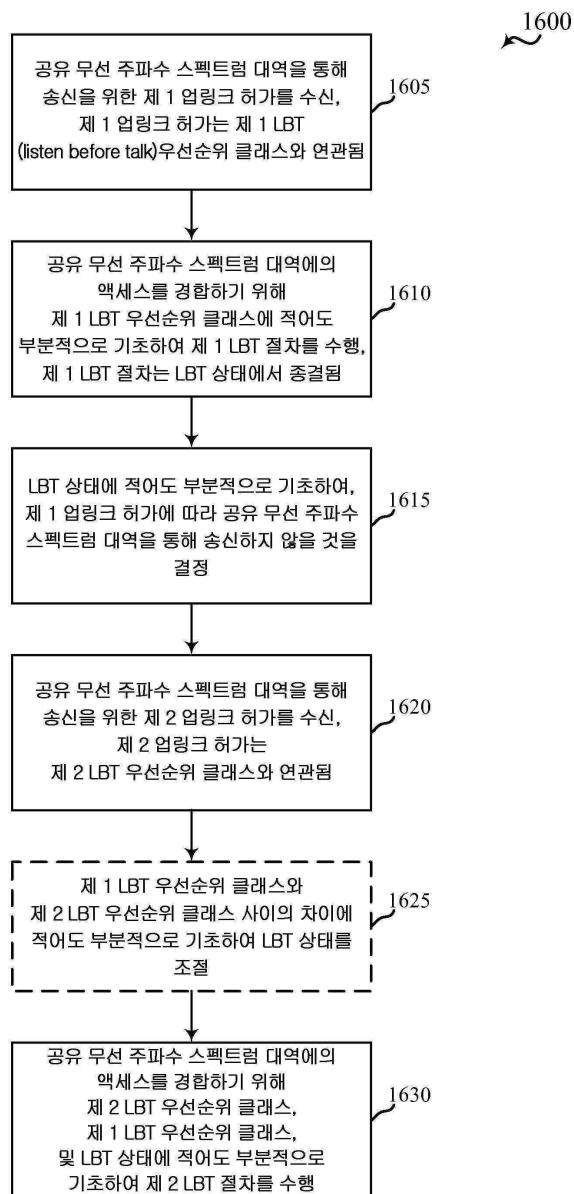 1600
공유 무선 주파수 스펙트럼 대역을 통해
송신을 위한 제 1 업링크 허가를 수신,
제 1 업링크 허가는 제 1 LBT
(listen before talk)우선순위 클래스와 연관됨
1605
공유 무선 주파수 스펙트럼 대역에의
액세스를 경합하기 위해
제 1 LBT 우선순위 클래스에 적어도
부분적으로 기초하여 제 1 LBT 절차를 수행,
제 1 LBT 절차는 LBT 상태에서 종결됨
1610
LBT 상태에 적어도 부분적으로 기초하여,
제 1 업링크 허가에 따라 공유 무선 주파수
스펙트럼 대역을 통해 송신하지 않을 것을
결정
1615
공유 무선 주파수 스펙트럼 대역을 통해
송신을 위한 제 2 업링크 허가를 수신,
제 2 업링크 허가는
제 2 LBT 우선순위 클래스와 연관됨
1620
제 1 LBT 우선순위 클래스와
제 2 LBT 우선순위 클래스 사이의 차이에
적어도 부분적으로 기초하여 LBT 상태를
조절
1625
공유 무선 주파수 스펙트럼 대역에의
액세스를 경합하기 위해
제 2 LBT 우선순위 클래스,
제 1 LBT 우선순위 클래스,
및 LBT 상태에 적어도 부분적으로
기초하여 제 2 LBT 절차를 수행
1630